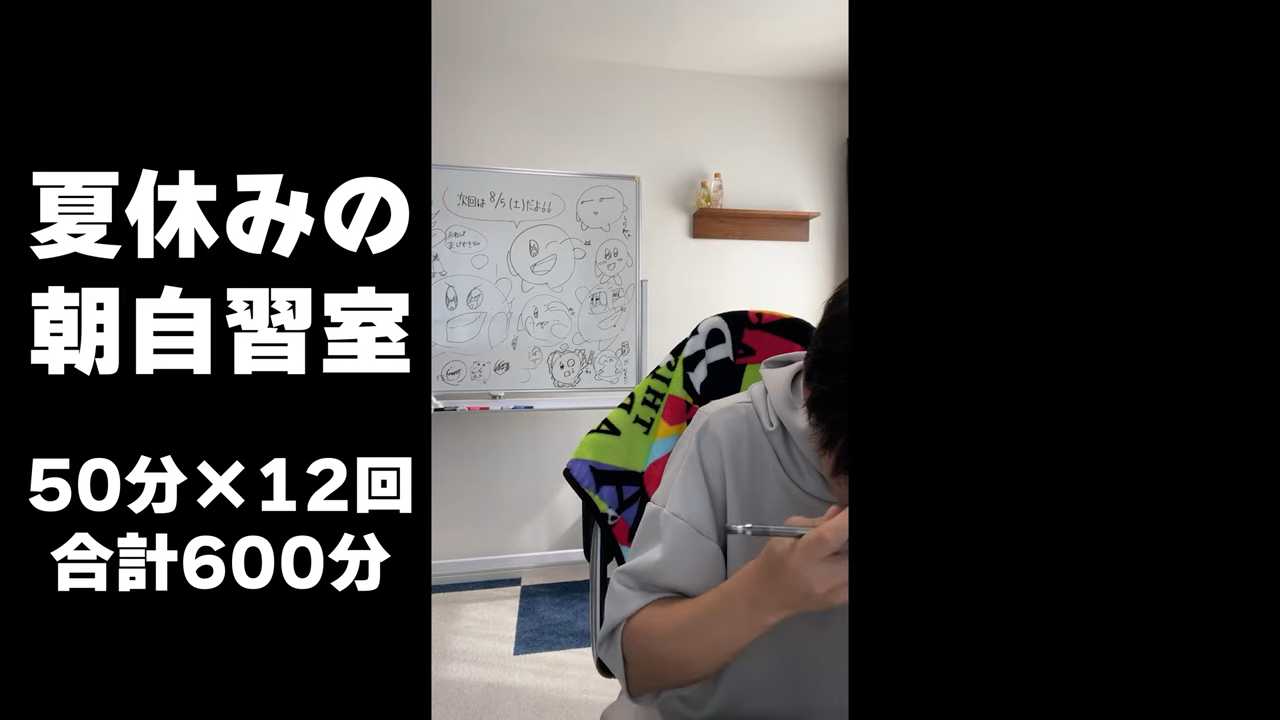 夏休みの
朝自習室
50分×12回
合計600分
次回は 8/5 (土)だよ!!